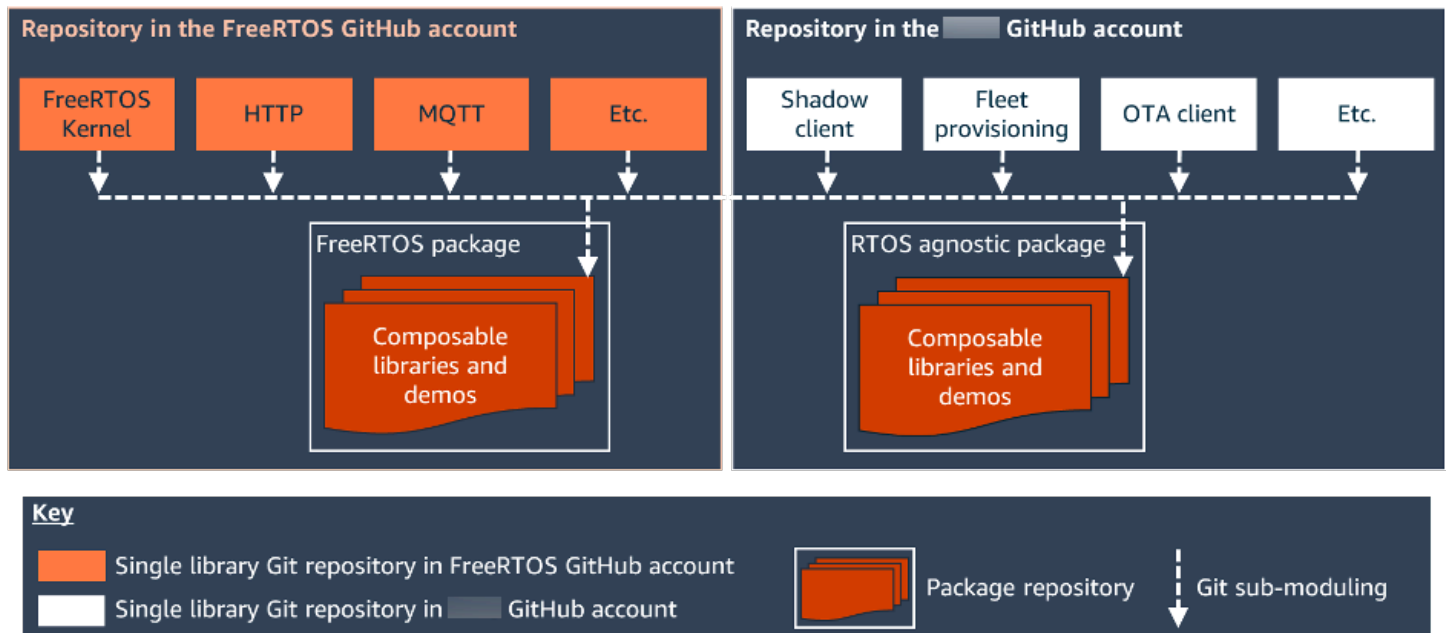 Repository in the FreeRTOS GitHub account
Repository in the GitHub account
FreeRTOS
Kernel
HTTP
MQTT
Etc.
Shadow
client
Fleet
provisioning
OTA client
Etc.
FreeRTOS package
Composable
libraries and
demos
RTOS agnostic package
Composable
libraries and
demos
Key
Single library Git repository in FreeRTOS GitHub account
Single library Git repository in GitHub account
Package repository
Git sub-moduling